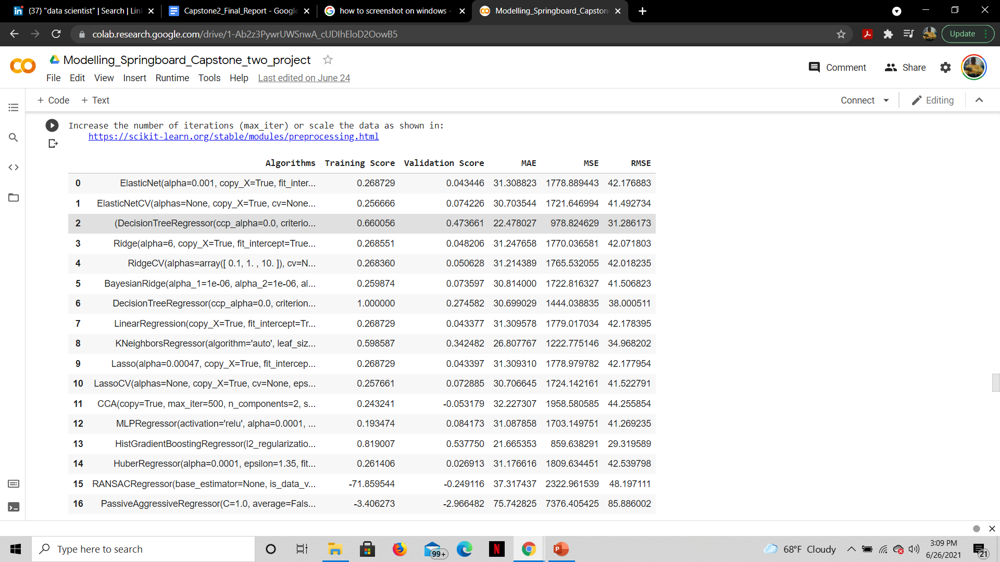 (37) "data scientist" | Search | Lin
Capstone2_Final_Report - Google
how to screenshot on windows -
Modelling_Springboard_Capston
colab.research.google.com/drive/1-Ab2z3PywrUWSnwA_cUDIhEloD2OowB5
Update
Modelling_Springboard_Capstone_two_project
Comment
Share
File Edit View Insert Runtime Tools Help Last edited on June 24
+ Code + Text
Connect
Editing
Increase the number of iterations (max_iter) or scale the data as shown in:
https://scikit-learn.org/stable/modules/preprocessing.html
Algorithms Training Score Validation Score MAE MSE RMSE
0 ElasticNet(alpha=0.001, copy_X=True, fit_inter... 0.268729 0.043446 31.308823 1778.889443 42.176883
1 ElasticNetCV(alphas=None, copy_X=True, cv=None... 0.256666 0.074226 30.703544 1721.646994 41.492734
2 (DecisionTreeRegressor(ccp_alpha=0.0, criterio... 0.660056 0.473661 22.478027 978.824629 31.286173
3 Ridge(alpha=6, copy_X=True, fit_intercept=True... 0.268551 0.048206 31.247658 1770.036581 42.071803
4 RidgeCV(alphas=array([ 0.1, 1. , 10. ]), cv=N... 0.268360 0.050628 31.214389 1765.532055 42.018235
5 BayesianRidge(alpha_1=1e-06, alpha_2=1e-06, al... 0.259874 0.073597 30.814000 1722.816327 41.506823
6 DecisionTreeRegressor(ccp_alpha=0.0, criterion... 1.000000 0.274582 30.699029 1444.038835 38.000511
7 LinearRegression(copy_X=True, fit_intercept=Tr... 0.268729 0.043377 31.309578 1779.017034 42.178395
8 KNeighborsRegressor(algorithm='auto', leaf_siz... 0.598587 0.342482 26.807767 1222.775146 34.968202
9 Lasso(alpha=0.00047, copy_X=True, fit_intercep... 0.268729 0.043397 31.309310 1778.979782 42.177954
10 LassoCV(alphas=None, copy_X=True, cv=None, eps... 0.257661 0.072885 30.706645 1724.142161 41.522791
11 CCA(copy=True, max_iter=500, n_components=2, s... 0.243241 -0.053179 32.227307 1958.580585 44.255854
12 MLPRegressor(activation='relu', alpha=0.0001, ... 0.193474 0.084173 31.087858 1703.149751 41.269235
13 HistGradientBoostingRegressor(l2_regularizatio... 0.819007 0.537750 21.665353 859.638291 29.319589
14 HuberRegressor(alpha=0.0001, epsilon=1.35, fit... 0.261406 0.026913 31.176616 1809.634451 42.539798
15 RANSACRegressor(base_estimator=None, is_data_v... -71.859544 -0.249116 37.317437 2322.961539 48.197111
16 PassiveAggressiveRegressor(C=1.0, average=Fals... -3.406273 -2.966482 75.742825 7376.405425 85.886002
Type here to search
99+
68°F Cloudy
3:09 PM
6/26/2021
21